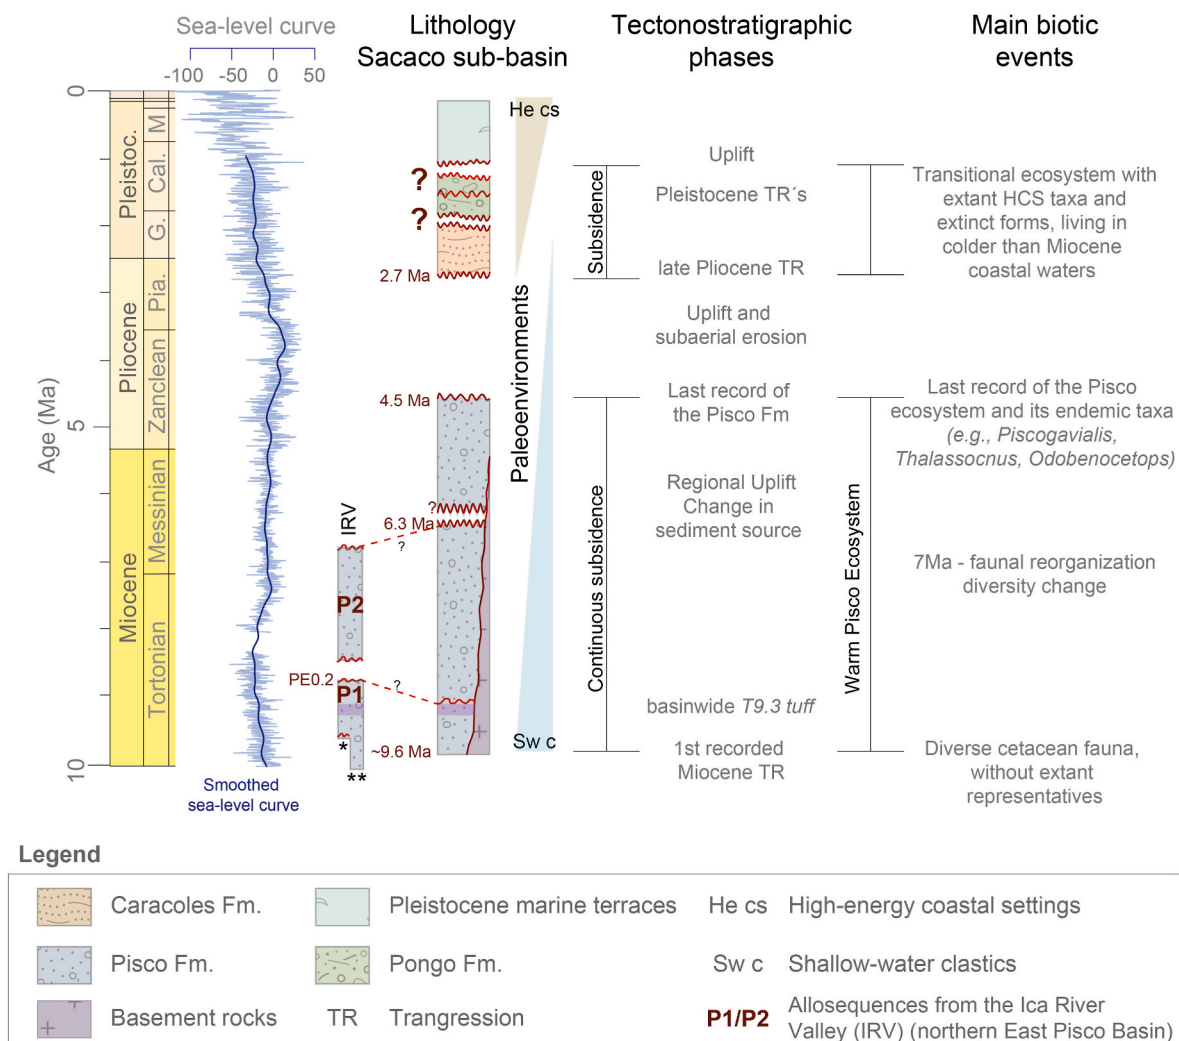 Sea-level curve
-100 -50 0 50
Lithology
Sacaco sub-basin
Tectonostratigraphic
phases
Main biotic
events
Age (Ma)
0
5
10
Pleistoc.
Pliocene
Miocene
M
Cal.
G.
Pia.
Zanclean
Messinian
Tortonian
Smoothed
sea-level curve
IRV
P2
PE0.2
P1
*
**
?
?
2.7 Ma
4.5 Ma
?
6.3 Ma
?
?
~9.6 Ma
He cs
Paleoenvironments
Sw c
Subsidence
Uplift
Pleistocene TR´s
late Pliocene TR
Uplift and
subaerial erosion
Continuous subsidence
Last record of
the Pisco Fm
Regional Uplift
Change in
sediment source
basinwide T9.3 tuff
1st recorded
Miocene TR
Transitional ecosystem with
extant HCS taxa and
extinct forms, living in
colder than Miocene
coastal waters
Warm Pisco Ecosystem
Last record of the Pisco
ecosystem and its endemic taxa
(e.g., Piscogavialis,
Thalassocnus, Odobenocetops)
7Ma - faunal reorganization
diversity change
Diverse cetacean fauna,
without extant
representatives
Legend
Caracoles Fm.
Pleistocene marine terraces
He cs High-energy coastal settings
Pisco Fm.
Pongo Fm.
Sw c Shallow-water clastics
Basement rocks
TR Trangression
P1/P2 Allosequences from the Ica River
Valley (IRV) (northern East Pisco Basin)